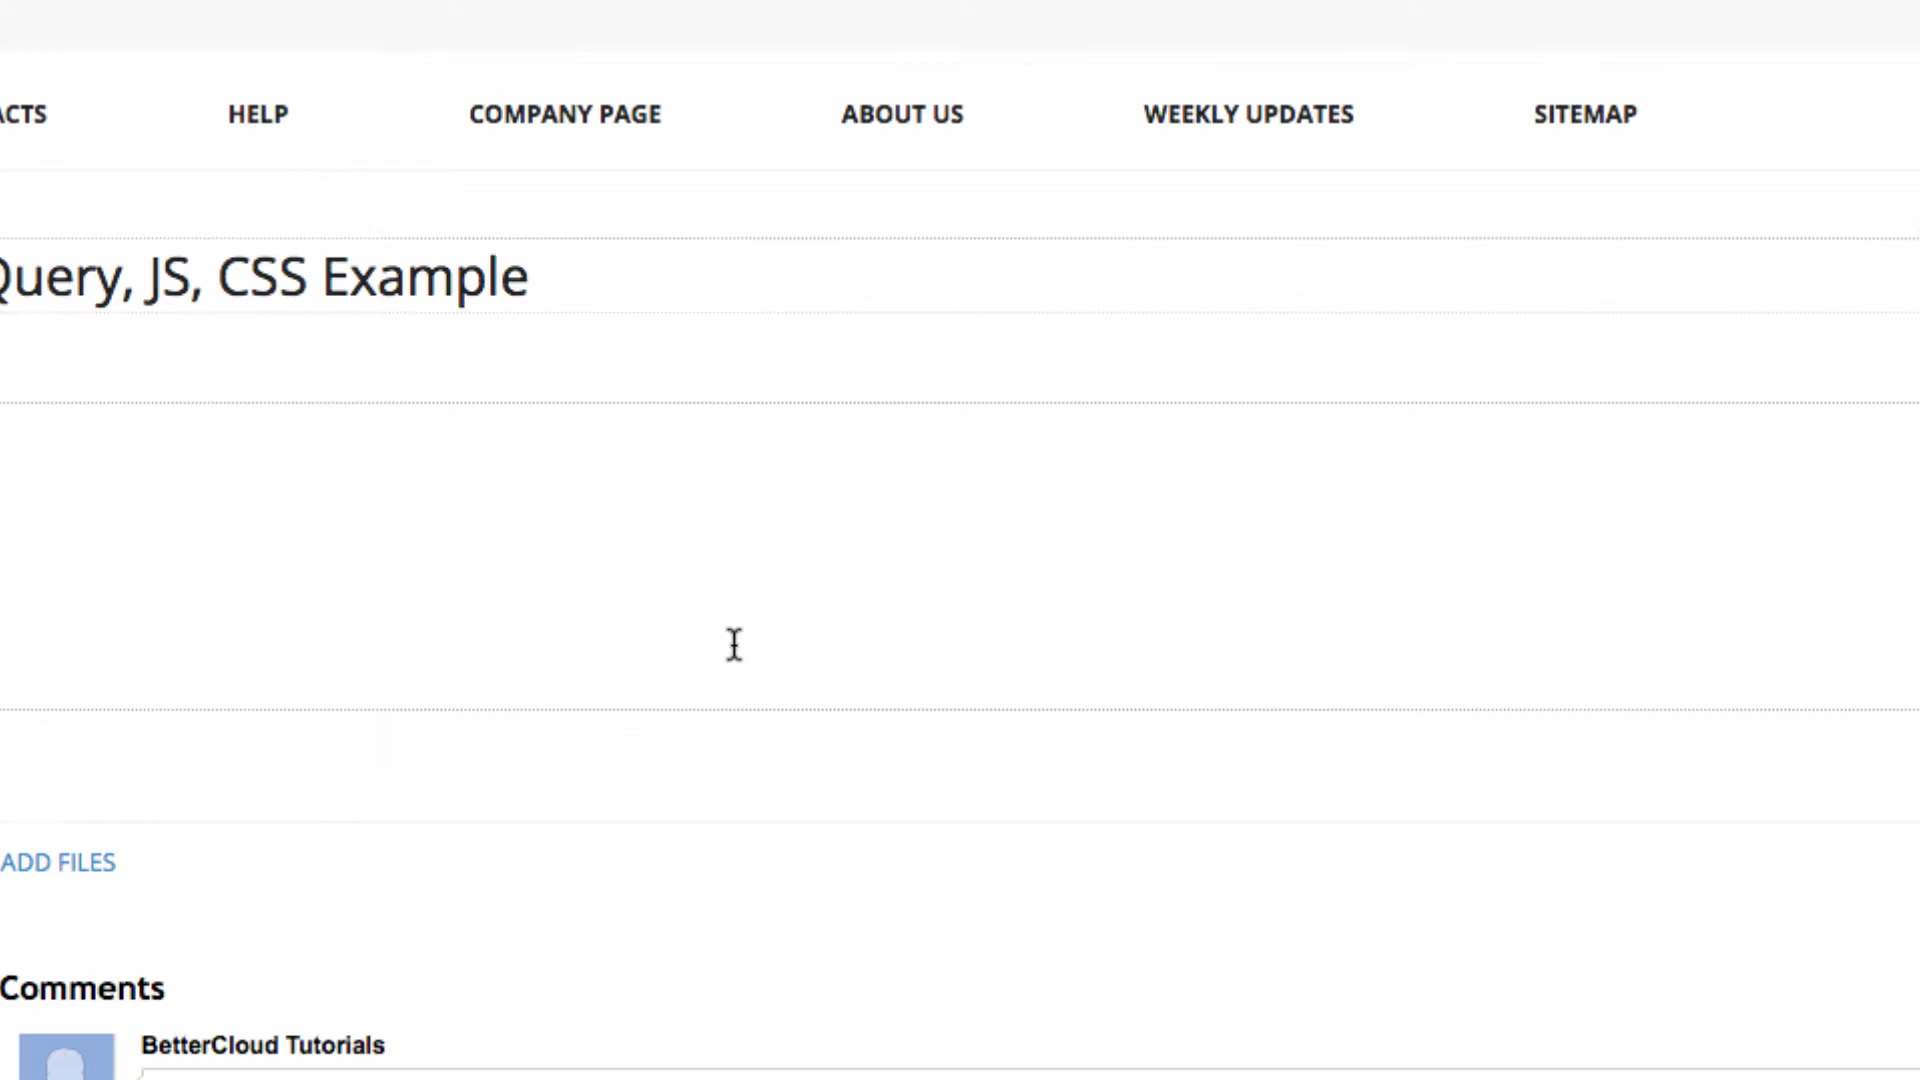 ACTS HELP COMPANY PAGE ABOUT US WEEKLY UPDATES SITEMAP
Query, JS, CSS Example
ADD FILES
Comments
BetterCloud Tutorials